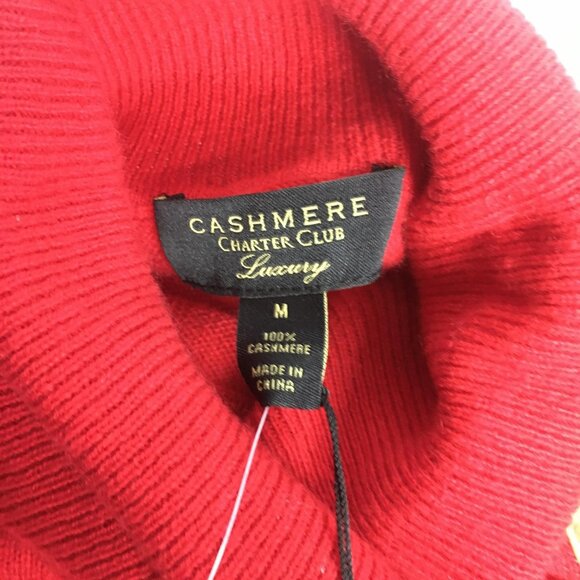 CASHMERE
CHARTER CLUB
Luxury
M
100%
CASHMERE
MADE IN
CHINA